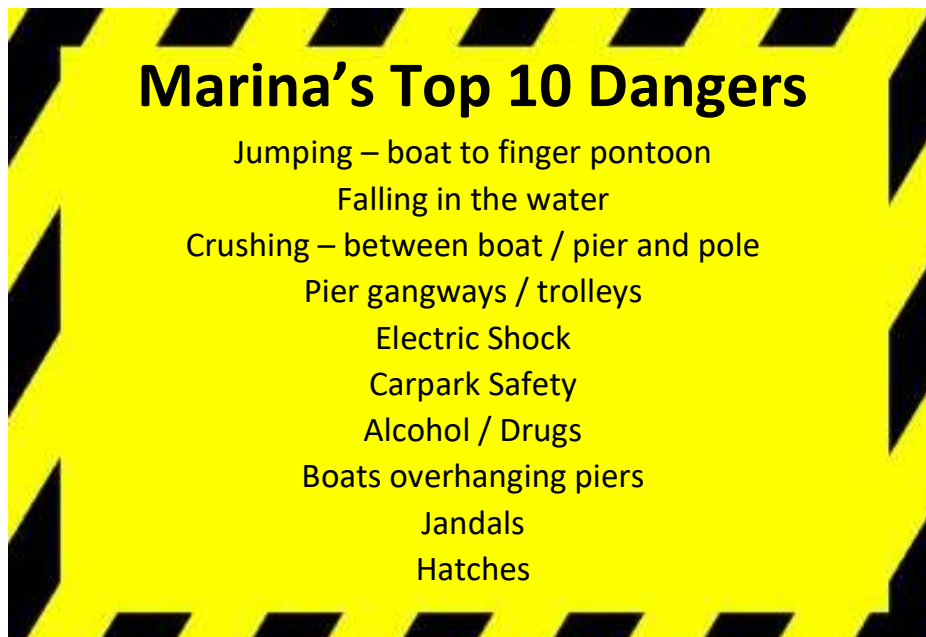 Marina’s Top 10 Dangers
Jumping – boat to finger pontoon
Falling in the water
Crushing – between boat / pier and pole
Pier gangways / trolleys
Electric Shock
Carpark Safety
Alcohol / Drugs
Boats overhanging piers
Jandals
Hatches